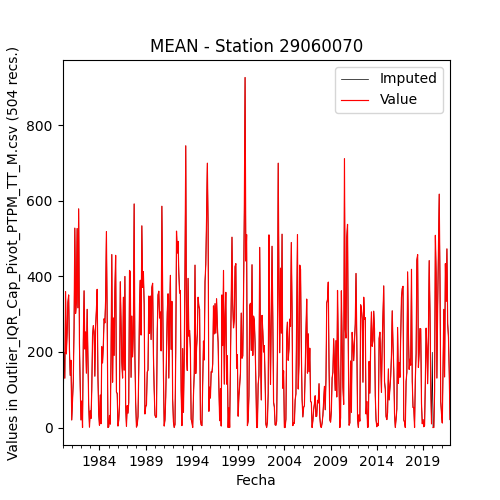 MEAN - Station 29060070
Imputed
Value
Values in Outlier_IQR_Cap_Pivot_PTPM_TT_M.csv (504 recs.)
800
600
400
200
0
1984 1989 1994 1999 2004 2009 2014 2019
Fecha